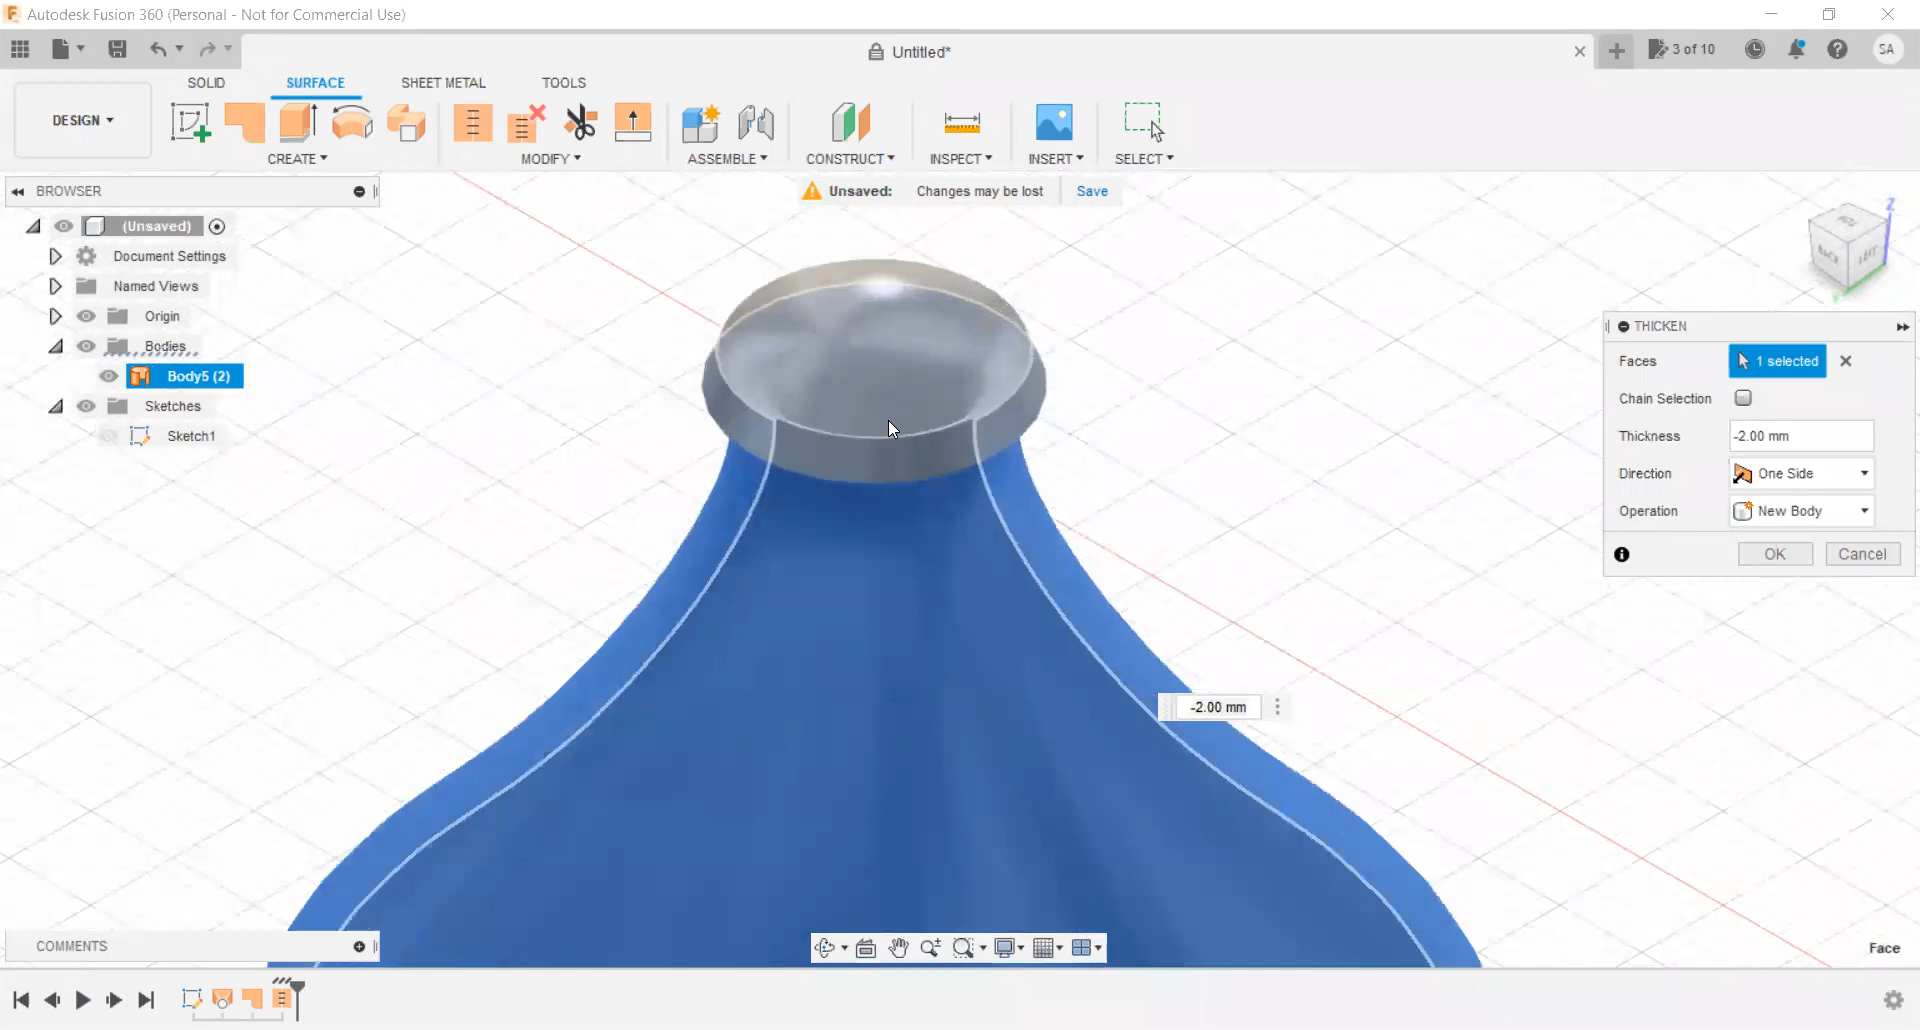 Autodesk Fusion 360 (Personal - Not for Commercial Use)
Untitled*
3 of 10
SA
SOLID
SURFACE
SHEET METAL
TOOLS
DESIGN
CREATE
MODIFY
ASSEMBLE
CONSTRUCT
INSPECT
INSERT
SELECT
BROWSER
Unsaved: Changes may be lost Save
(Unsaved)
Document Settings
Named Views
Origin
Bodies
Body5 (2)
Sketches
Sketch1
Z
BACK
LEFT
THICKEN
Faces 1 selected
Chain Selection
Thickness -2.00 mm
Direction One Side
Operation New Body
OK Cancel
-2.00 mm
COMMENTS
Face